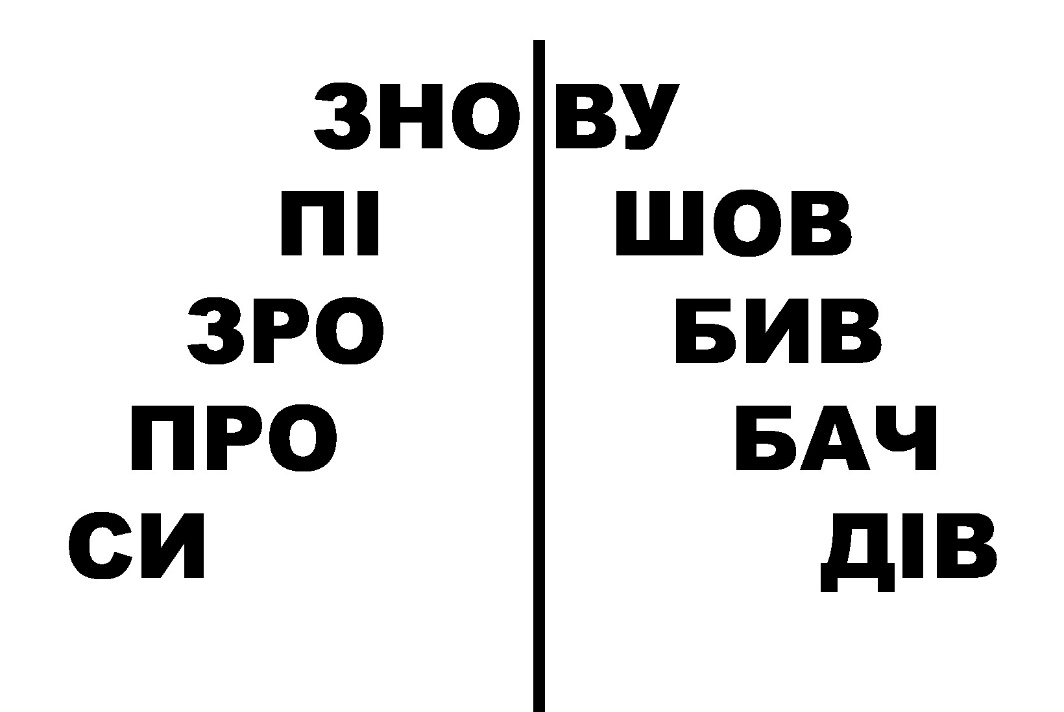 ЗНО ВУ
ПІ ШОВ
ЗРО БИВ
ПРО БАЧ
СИ ДІВ